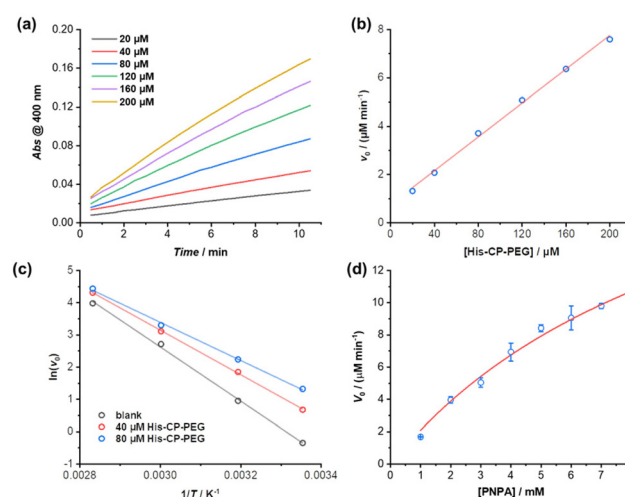 (a)
20 µM
40 µM
80 µM
120 µM
160 µM
200 µM
Abs @ 400 nm
0.16
0.12
0.08
0.04
0.00
0 2 4 6 8 10
Time / min
(b)
v0 / (µM min-1)
8
6
4
2
0
0 40 80 120 160 200
[His-CP-PEG] / µM
(c)
ln(v0)
5
4
3
2
1
0
-1
blank
40 µM His-CP-PEG
80 µM His-CP-PEG
0.0028 0.0030 0.0032 0.0034
1/T / K-1
(d)
V0 / (µM min-1)
12
10
8
6
4
2
0
0 1 2 3 4 5 6 7
[PNPA] / mM